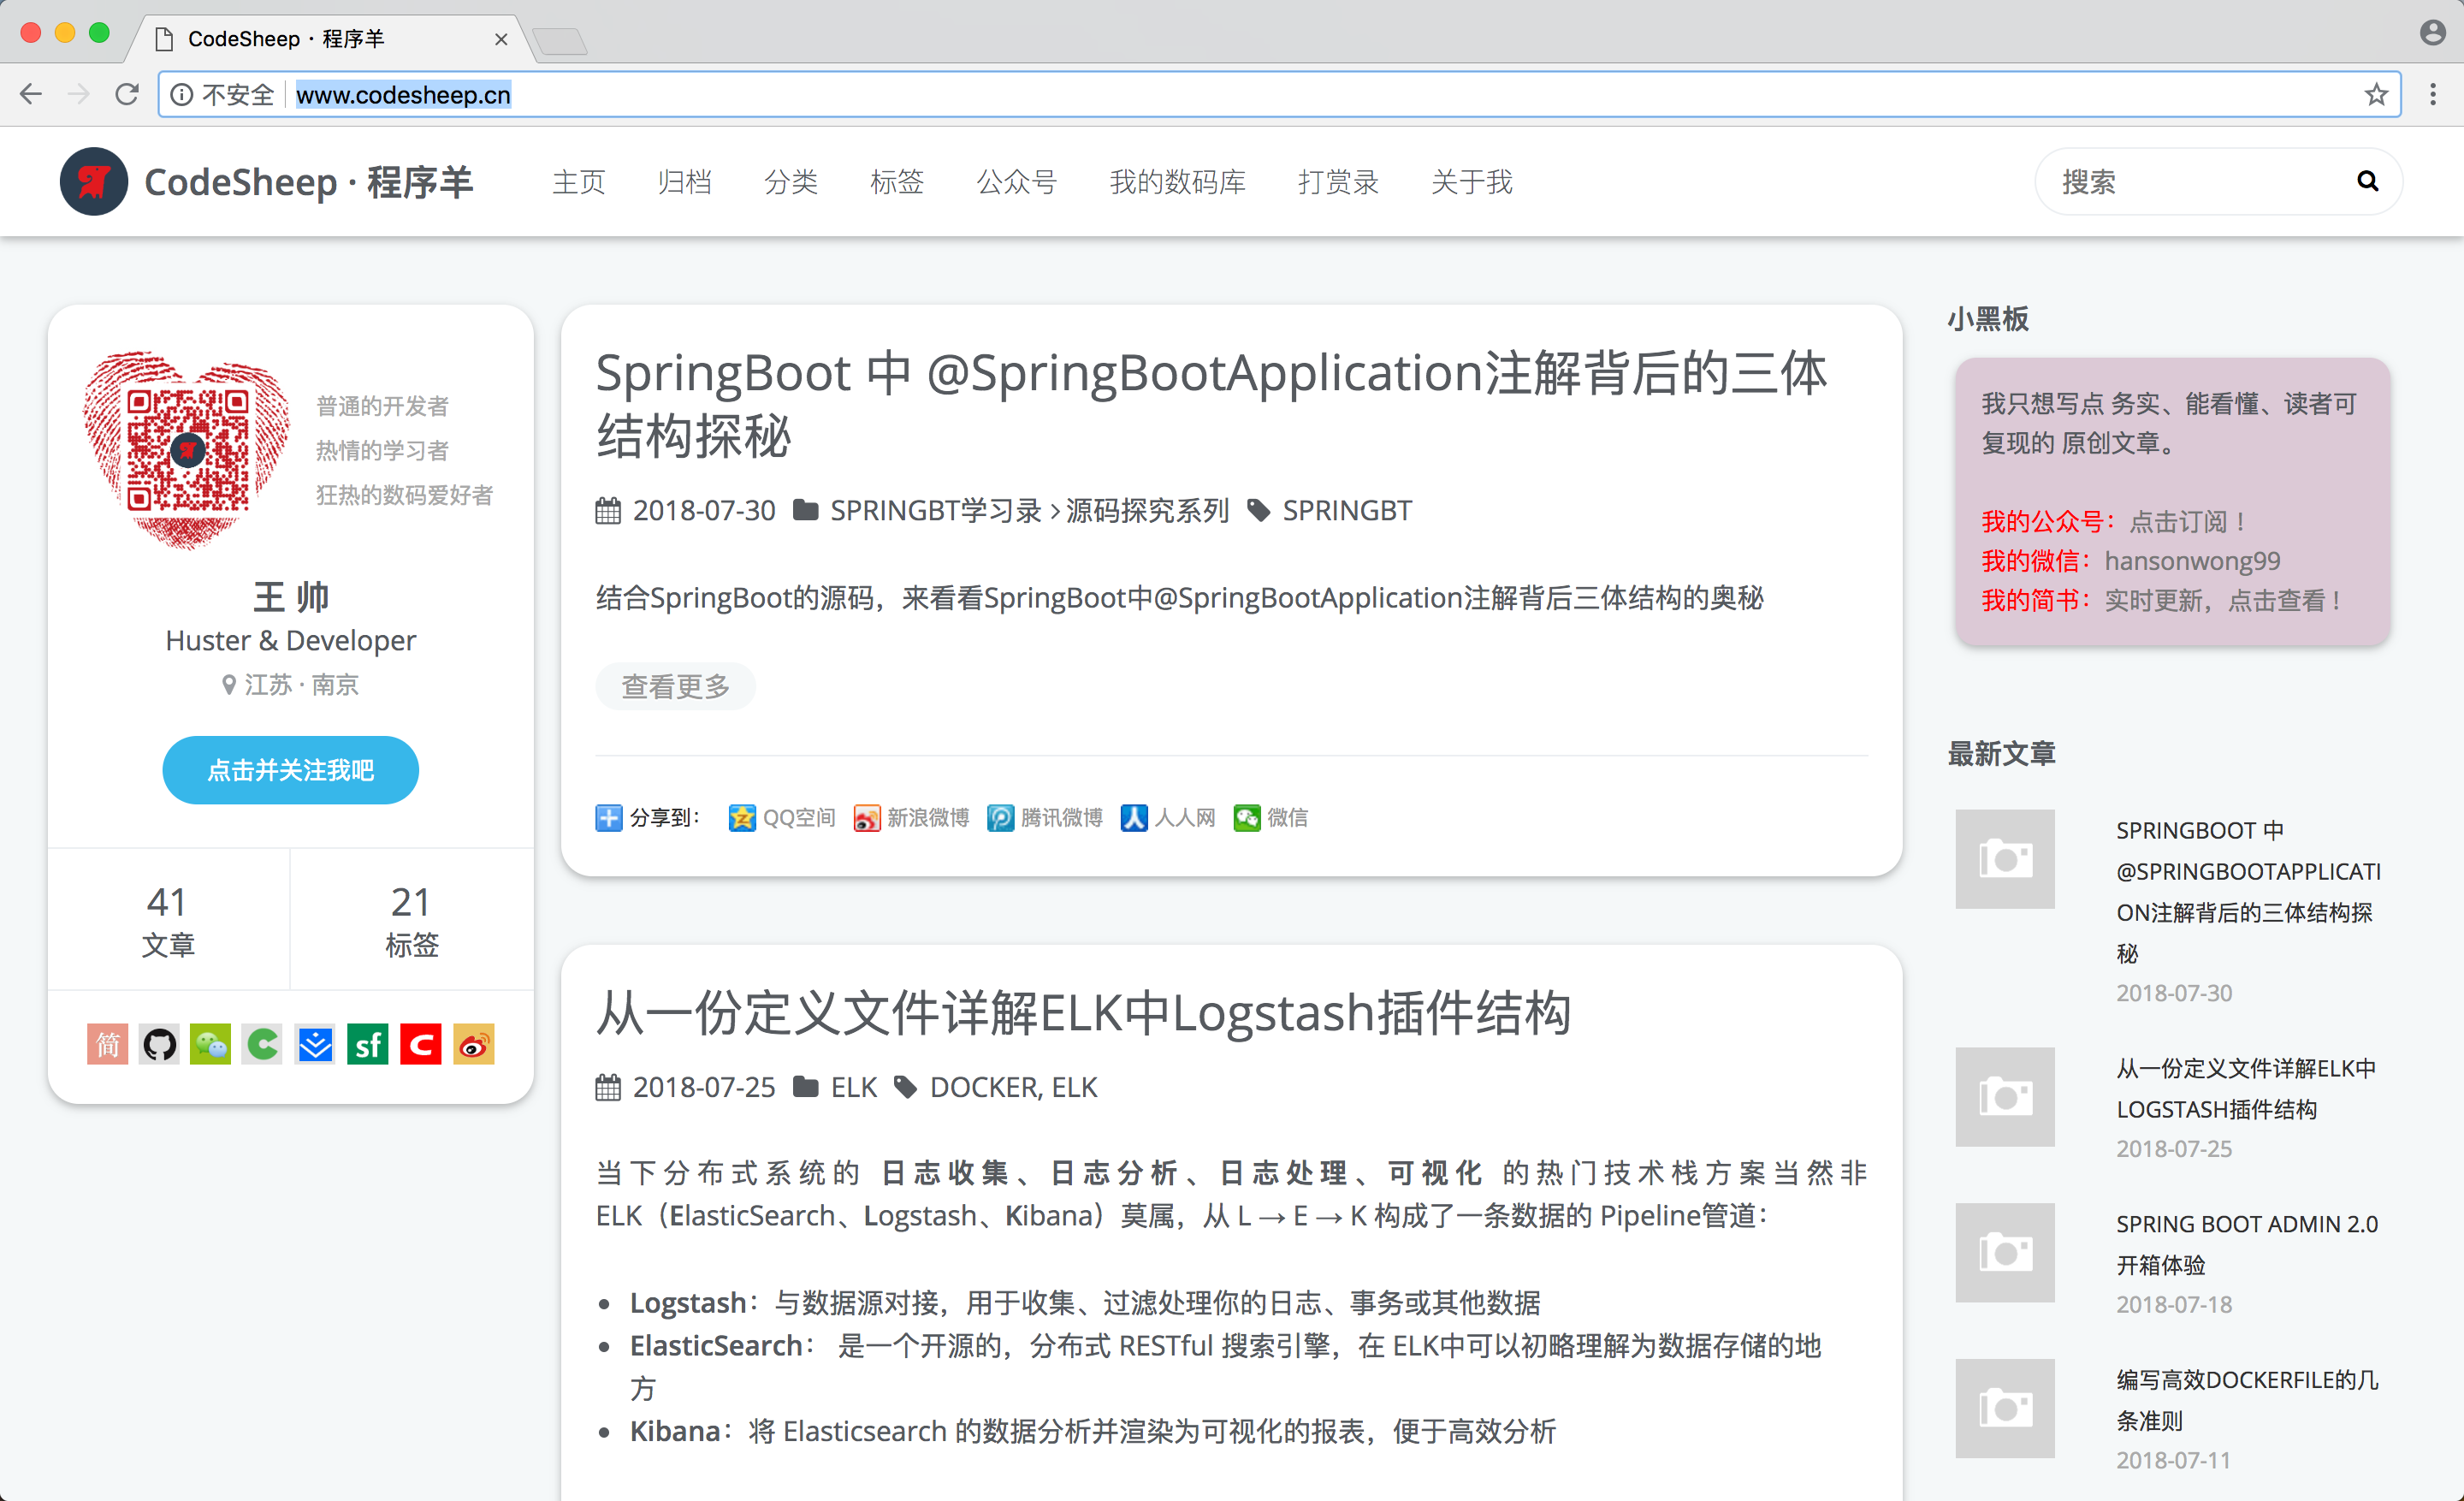 CodeSheep · 程序羊
不安全 www.codesheep.cn
CodeSheep · 程序羊 主页 归档 分类 标签 公众号 我的数码库 打赏录 关于我 搜索
普通的开发者
热情的学习者
狂热的数码爱好者
王 帅
Huster & Developer
江苏 · 南京
点击并关注我吧
41 21
文章 标签
简 sf C
SpringBoot 中 @SpringBootApplication注解背后的三体
结构探秘
2018-07-30 SPRINGBT学习录 > 源码探究系列 SPRINGBT
结合SpringBoot的源码，来看看SpringBoot中@SpringBootApplication注解背后三体结构的奥秘
查看更多
分享到： QQ空间 新浪微博 腾讯微博 人人网 微信
从一份定义文件详解ELK中Logstash插件结构
2018-07-25 ELK DOCKER, ELK
当下分布式系统的 日志收集、日志分析、日志处理、可视化 的热门技术栈方案当然非
ELK（ElasticSearch、Logstash、Kibana）莫属，从 L → E → K 构成了一条数据的 Pipeline管道：
• Logstash：与数据源对接，用于收集、过滤处理你的日志、事务或其他数据
• ElasticSearch： 是一个开源的，分布式 RESTful 搜索引擎，在 ELK中可以初略理解为数据存储的地
方
• Kibana：将 Elasticsearch 的数据分析并渲染为可视化的报表，便于高效分析
小黑板
我只想写点 务实、能看懂、读者可
复现的 原创文章。
我的公众号：点击订阅！
我的微信：hansonwong99
我的简书：实时更新，点击查看！
最新文章
SPRINGBOOT 中
@SPRINGBOOTAPPLICATI
ON注解背后的三体结构探
秘
2018-07-30
从一份定义文件详解ELK中
LOGSTASH插件结构
2018-07-25
SPRING BOOT ADMIN 2.0
开箱体验
2018-07-18
编写高效DOCKERFILE的几
条准则
2018-07-11